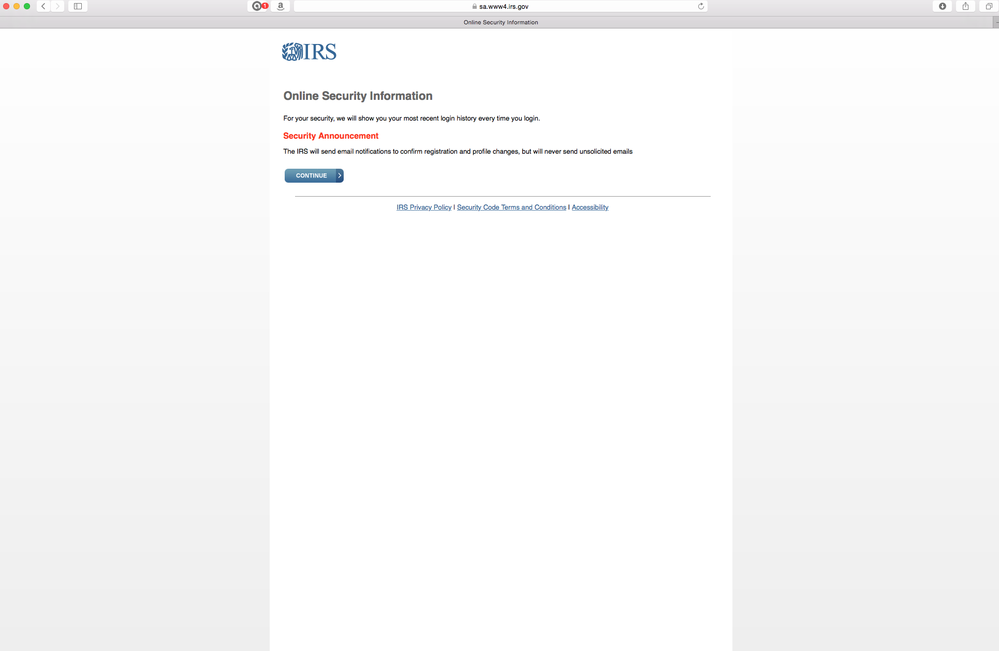 1
a
sa.www4.irs.gov
Online Security Information
IRS
Online Security Information
For your security, we will show you your most recent login history every time you login.
Security Announcement
The IRS will send email notifications to confirm registration and profile changes, but will never send unsolicited emails
CONTINUE
IRS Privacy Policy | Security Code Terms and Conditions | Accessibility